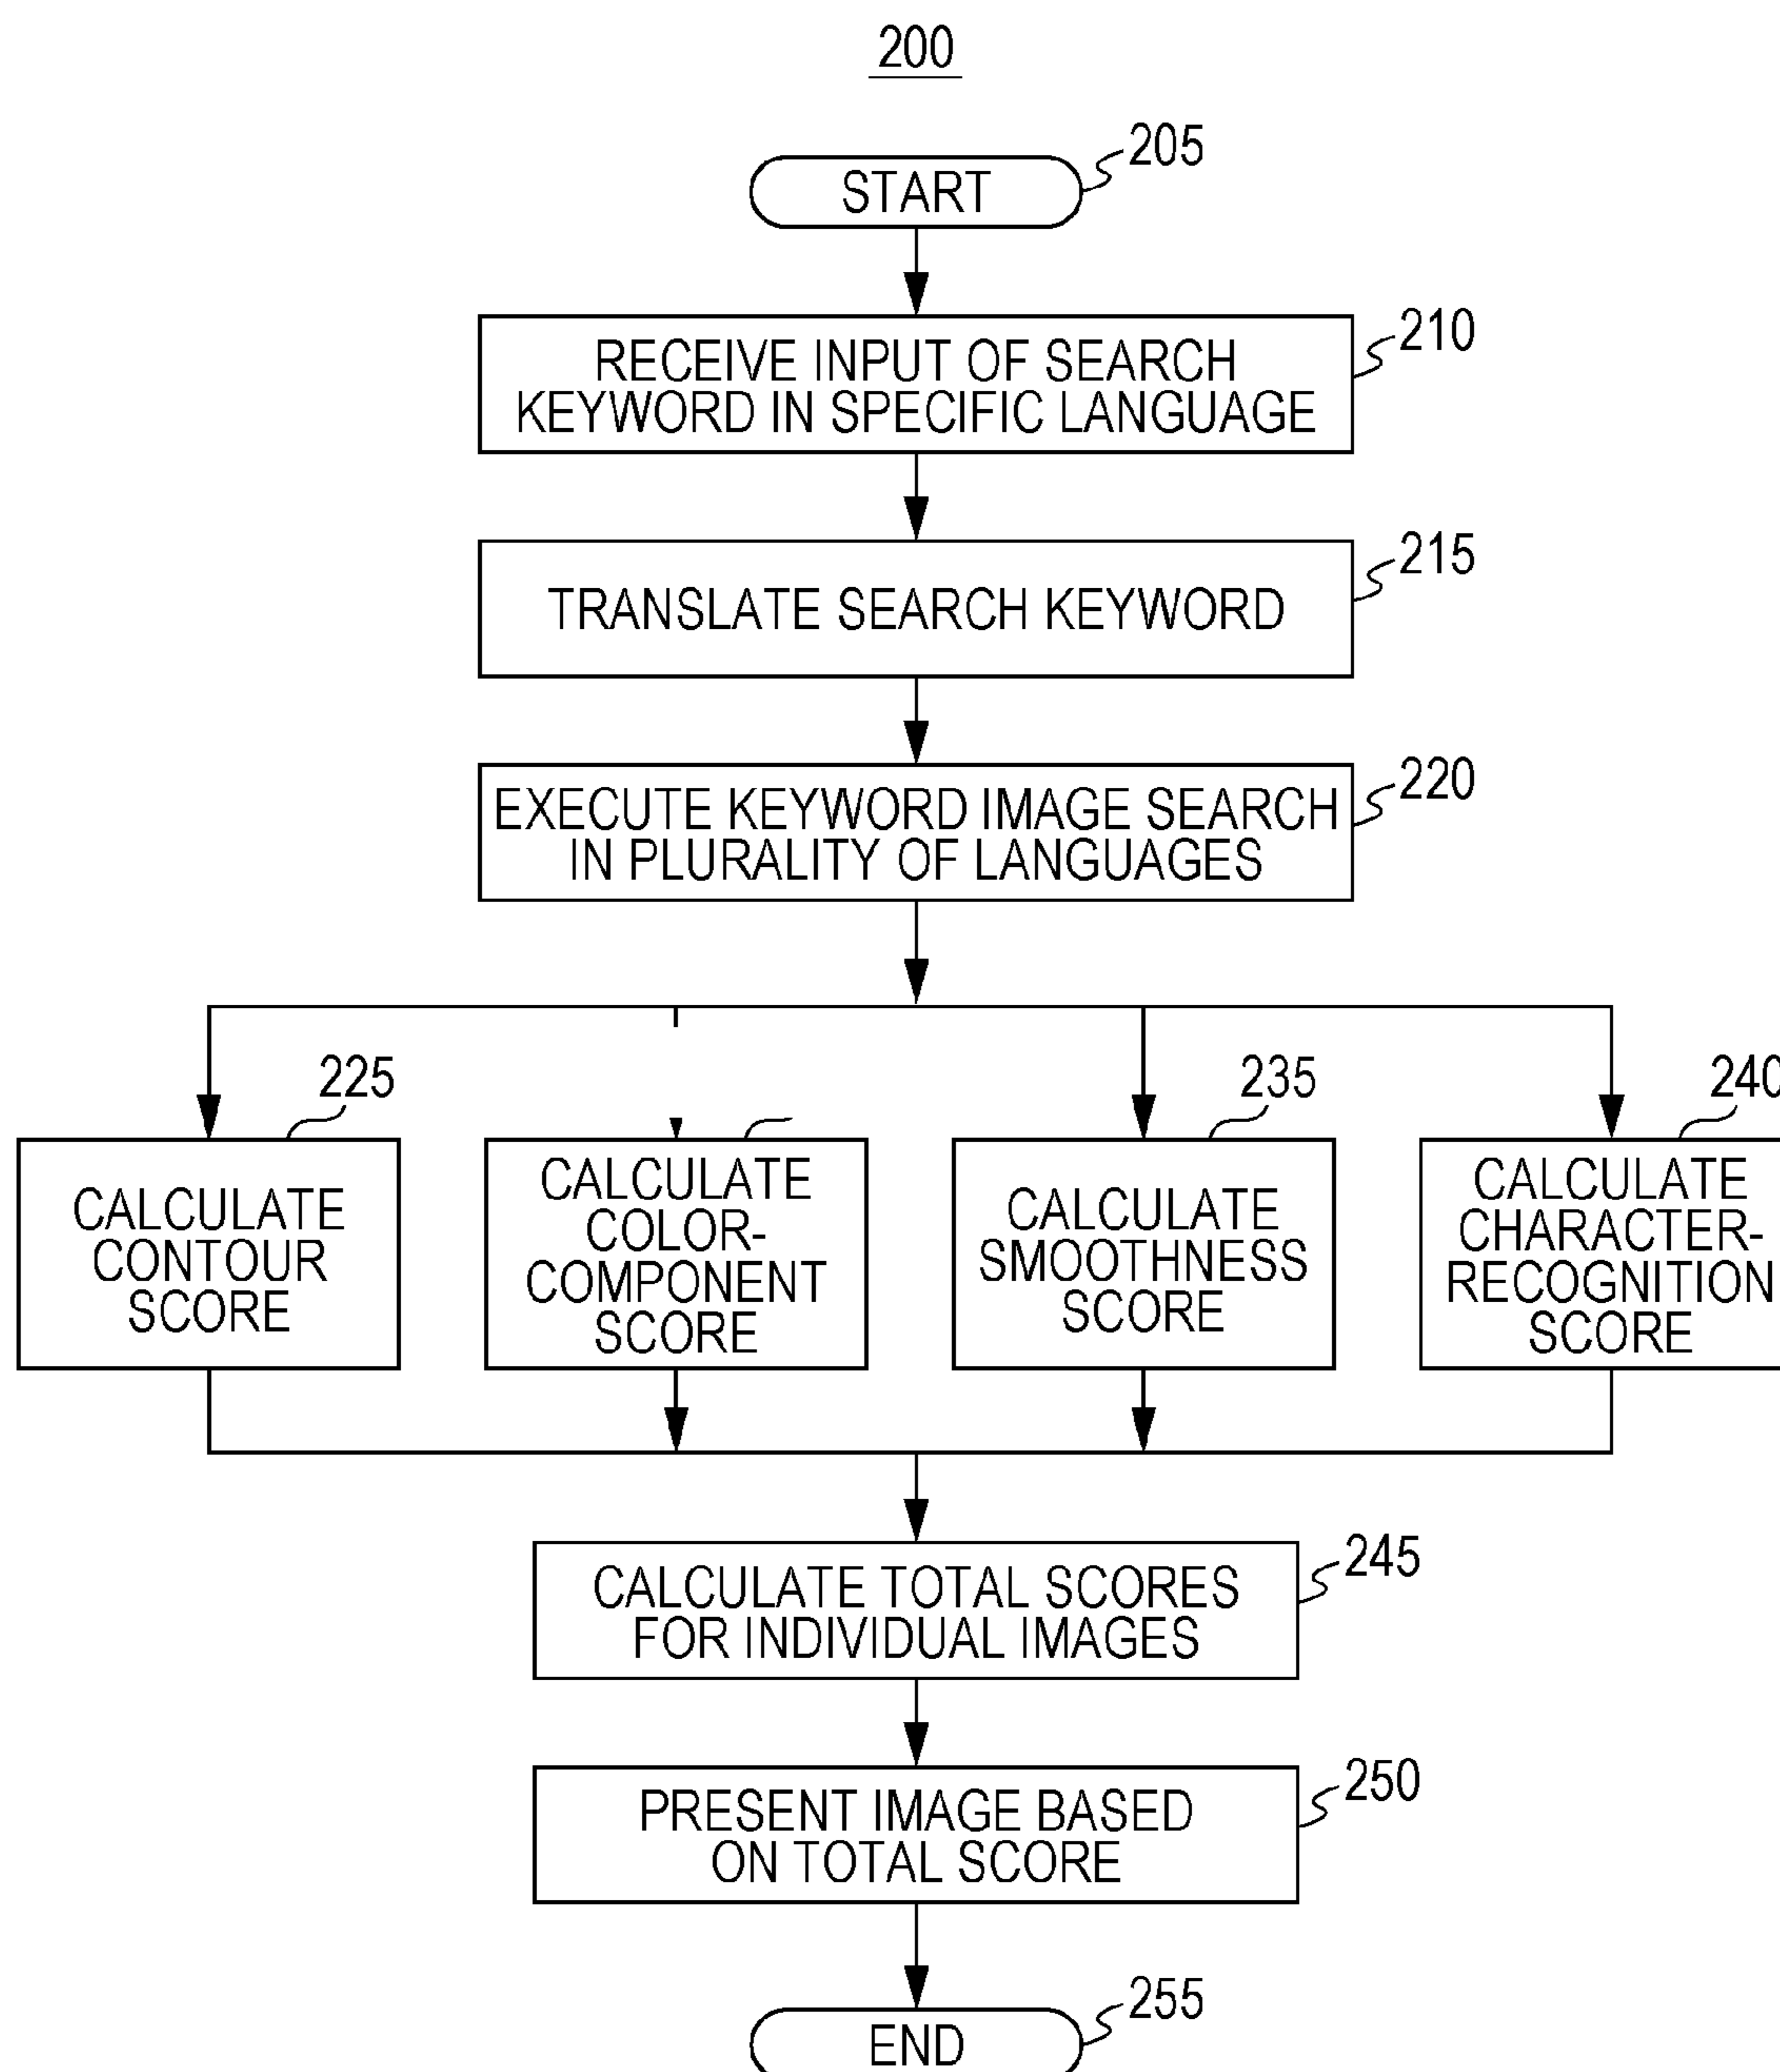 200
START
205
RECEIVE INPUT OF SEARCH
KEYWORD IN SPECIFIC LANGUAGE
210
TRANSLATE SEARCH KEYWORD
215
EXECUTE KEYWORD IMAGE SEARCH
IN PLURALITY OF LANGUAGES
220
225
CALCULATE
CONTOUR
SCORE
CALCULATE
COLOR-
COMPONENT
SCORE
235
CALCULATE
SMOOTHNESS
SCORE
240
CALCULATE
CHARACTER-
RECOGNITION
SCORE
CALCULATE TOTAL SCORES
FOR INDIVIDUAL IMAGES
245
PRESENT IMAGE BASED
ON TOTAL SCORE
250
END
255